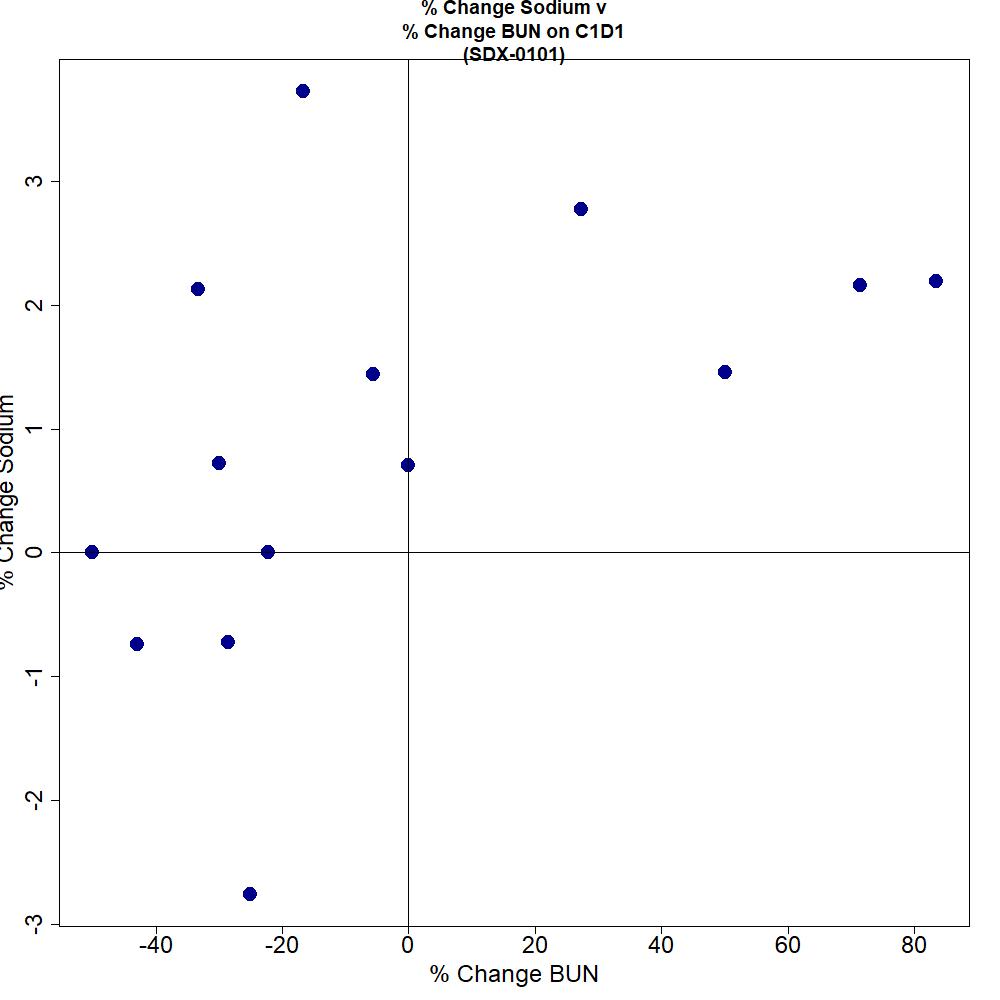 % Change Sodium v
% Change BUN on C1D1
(SDX-0101)
3
2
1
0
-1
-2
-3
% Change Sodium
-40
-20
0
20
40
60
80
% Change BUN